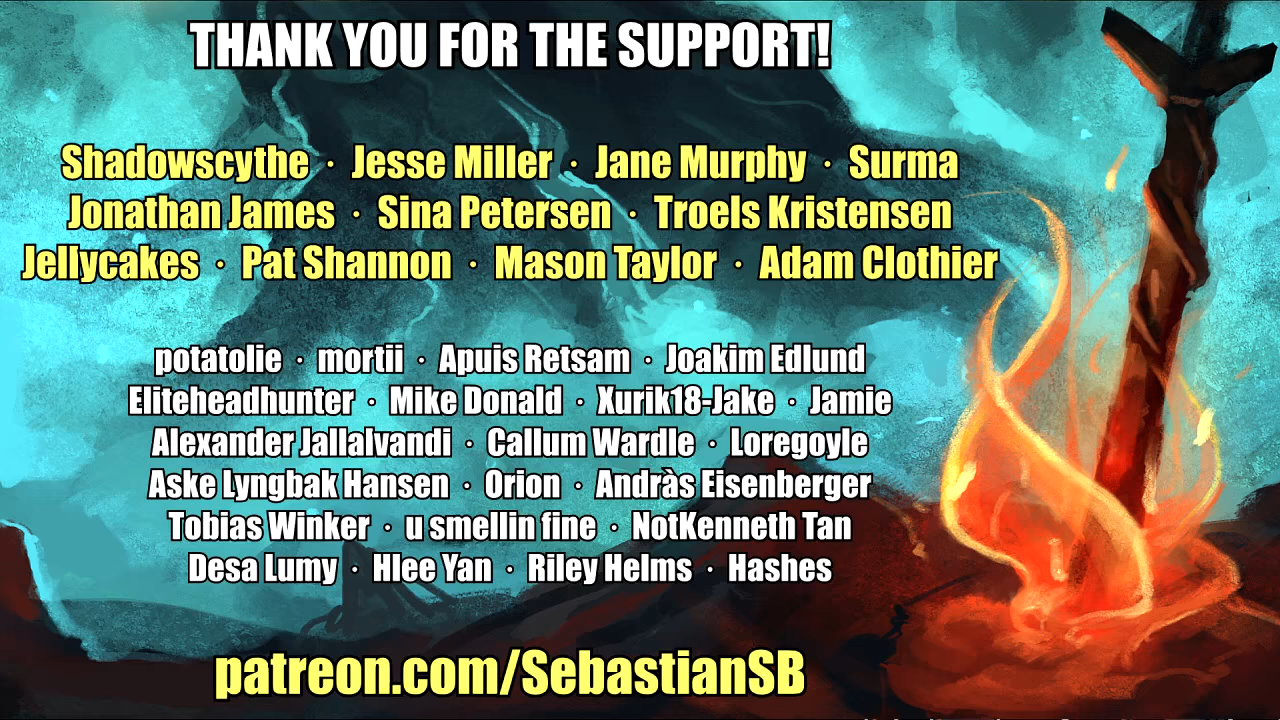 THANK YOU FOR THE SUPPORT!
Shadowscythe · Jesse Miller · Jane Murphy · Surma
Jonathan James · Sina Petersen · Troels Kristensen
Jellycakes · Pat Shannon · Mason Taylor · Adam Clothier
potatolie · mortii · Apuis Retsam · Joakim Edlund
Eliteheadhunter · Mike Donald · Xurik18-Jake · Jamie
Alexander Jallalvandi · Callum Wardle · Loregoyle
Aske Lyngbak Hansen · Orion · Andràs Eisenberger
Tobias Winker · u smellin fine · NotKenneth Tan
Desa Lumy · Hlee Yan · Riley Helms · Hashes
patreon.com/SebastianSB